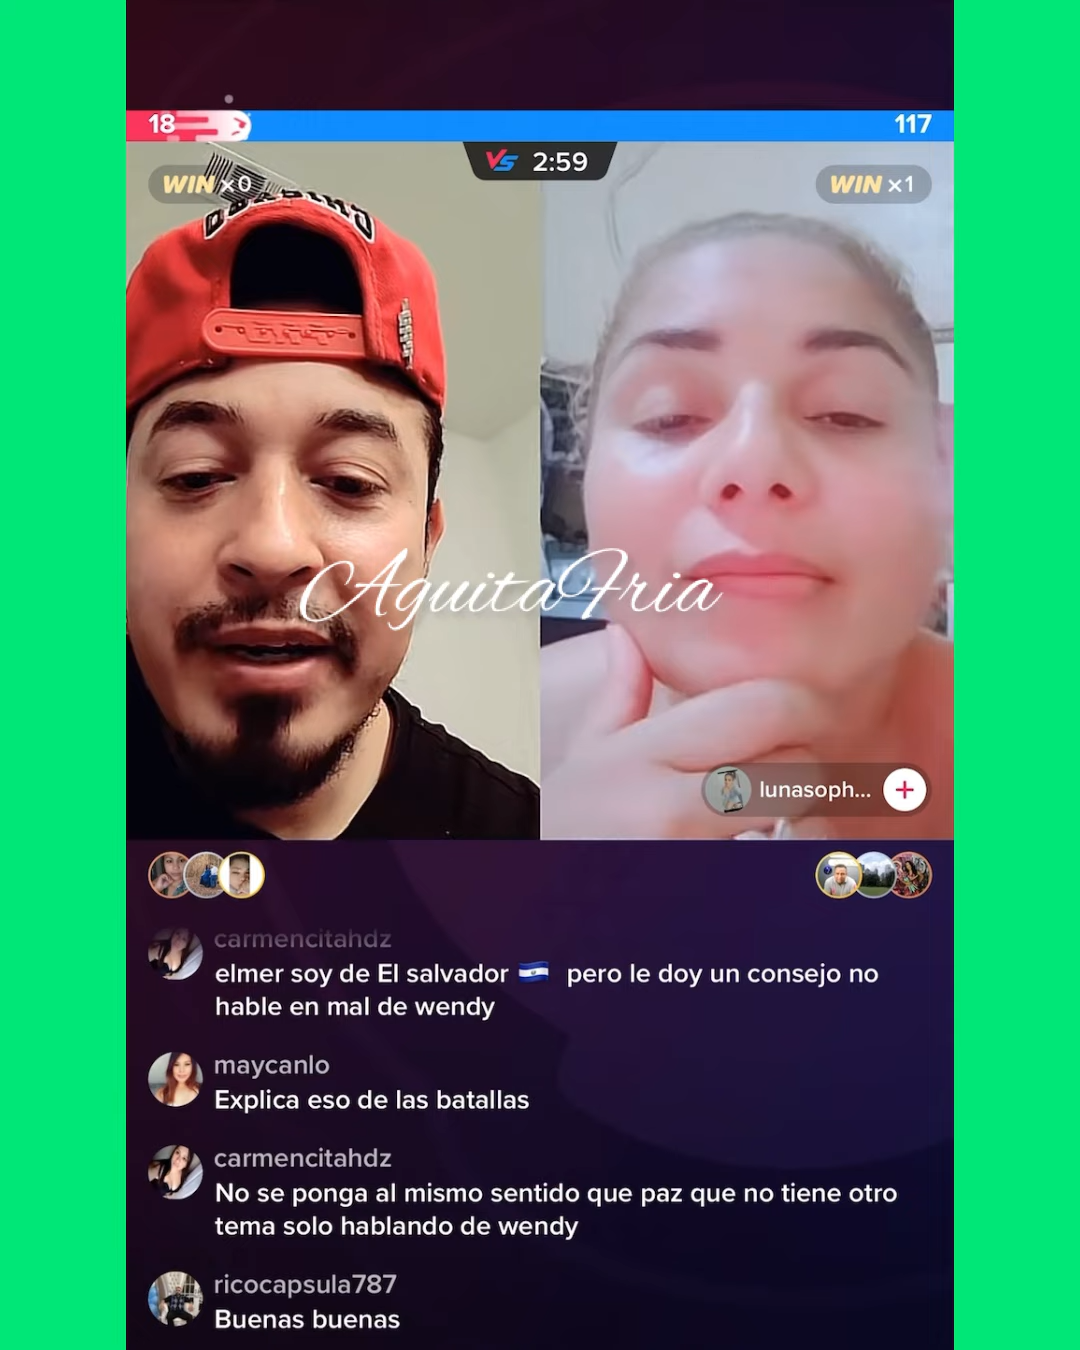 18
117
VS 2:59
WIN x0
WIN x1
AguitaFria
lunasoph...
carmencitahdz
elmer soy de El salvador 🇸🇻 pero le doy un consejo no
hable en mal de wendy
maycanlo
Explica eso de las batallas
carmencitahdz
No se ponga al mismo sentido que paz que no tiene otro
tema solo hablando de wendy
ricocapsula787
Buenas buenas